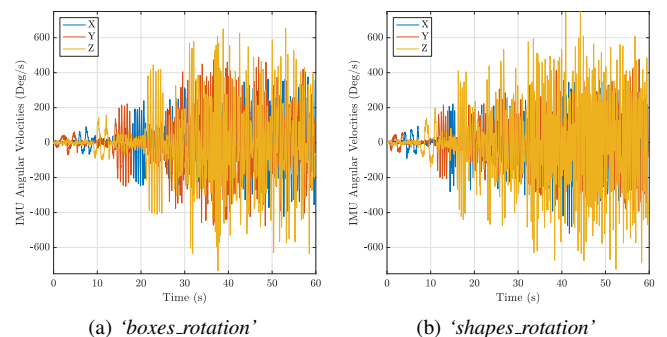 X
Y
Z
600
400
200
0
-200
-400
-600
0 10 20 30 40 50 60
IMU Angular Velocities (Deg/s)
Time (s)
(a) ‘boxes_rotation’
X
Y
Z
600
400
200
0
-200
-400
-600
0 10 20 30 40 50 60
IMU Angular Velocities (Deg/s)
Time (s)
(b) ‘shapes_rotation’